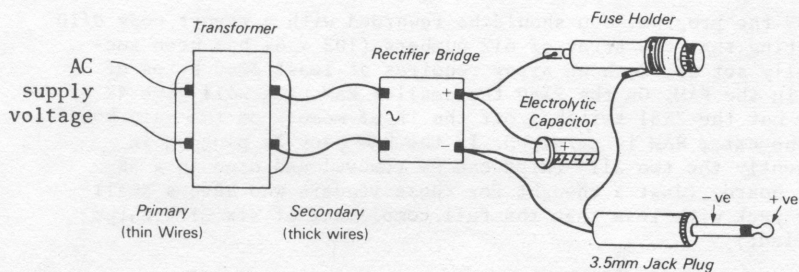 Fuse Holder
Transformer
Rectifier Bridge
AC
supply
voltage
+
~
Electrolytic
Capacitor
+
-ve
+ve
Primary
(thin Wires)
Secondary
(thick wires)
3.5mm Jack Plug